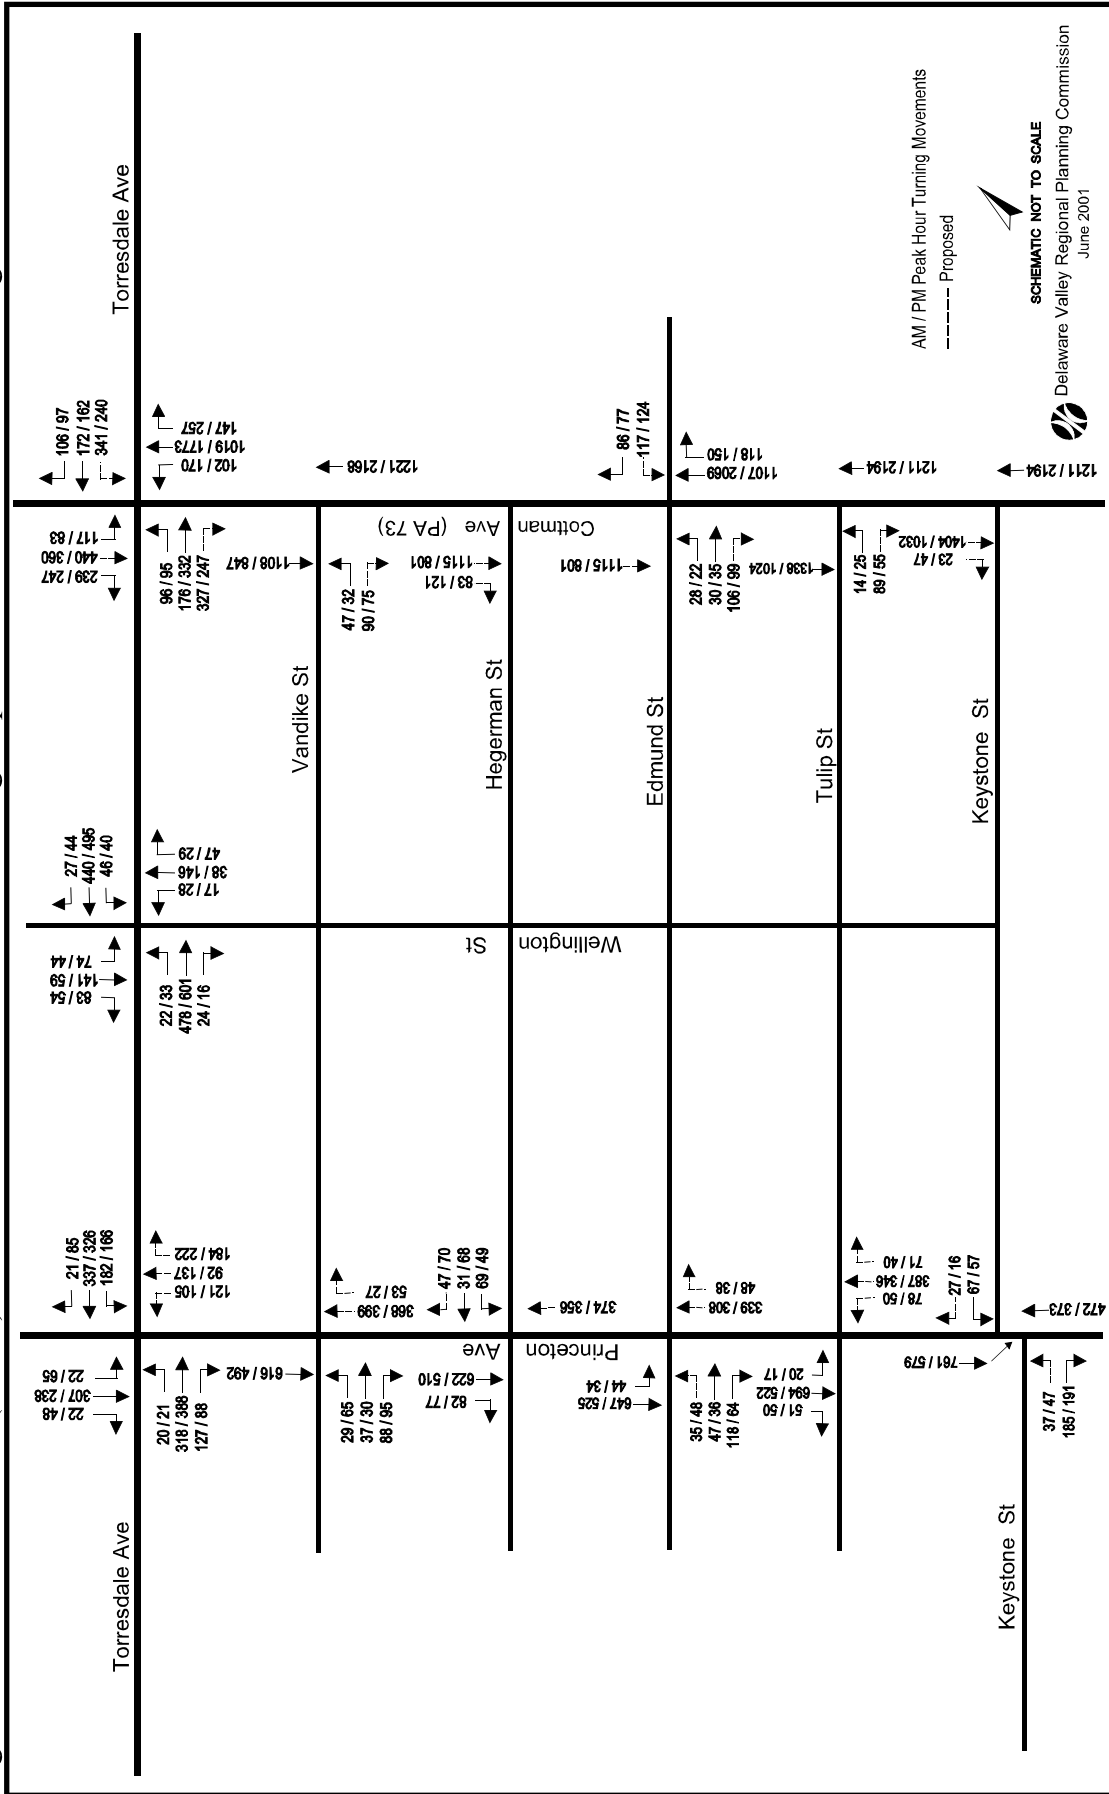 Torresdale Ave
Torresdale Ave
Vandike St
Hegerman St
Edmund St
Tulip St
Keystone St
Keystone St
Cottman Ave (PA 73)
Wellington St
Princeton Ave
106 / 97
172 / 162
341 / 240
147 / 257
1019 / 1773
102 / 170
117 / 83
440 / 360
239 / 247
96 / 95
176 / 332
327 / 247
1221 / 2168
1108 / 847
47 / 32
90 / 75
1115 / 801
83 / 121
1115 / 801
86 / 77
117 / 124
118 / 150
1107 / 2069
28 / 22
30 / 35
106 / 99
1338 / 1024
1211 / 2194
14 / 25
89 / 55
1404 / 1032
23 / 47
1211 / 2194
27 / 44
440 / 495
46 / 40
47 / 29
38 / 146
17 / 28
74 / 44
141 / 59
83 / 54
22 / 33
478 / 601
24 / 16
21 / 85
337 / 326
182 / 166
184 / 222
92 / 137
121 / 105
22 / 65
307 / 238
22 / 48
20 / 21
318 / 388
127 / 88
616 / 492
53 / 27
368 / 399
29 / 65
37 / 30
88 / 95
47 / 70
31 / 68
69 / 49
622 / 510
82 / 77
374 / 356
44 / 34
647 / 525
48 / 38
339 / 308
35 / 48
47 / 36
118 / 64
20 / 17
694 / 522
51 / 50
71 / 40
387 / 346
78 / 50
27 / 16
67 / 57
761 / 579
472 / 373
37 / 47
185 / 191
AM / PM Peak Hour Turning Movements
Proposed
SCHEMATIC NOT TO SCALE
Delaware Valley Regional Planning Commission
June 2001